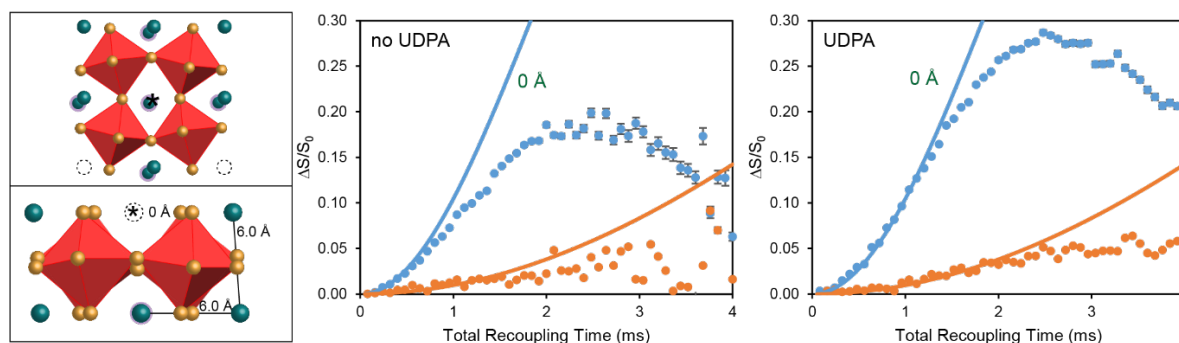 *
* 0 Å
6.0 Å
6.0 Å
no UDPA
0 Å
ΔS/S0
0.30
0.25
0.20
0.15
0.10
0.05
0.00
0 1 2 3 4
Total Recoupling Time (ms)
UDPA
0 Å
ΔS/S0
0.30
0.25
0.20
0.15
0.10
0.05
0.00
0 1 2 3
Total Recoupling Time (ms)